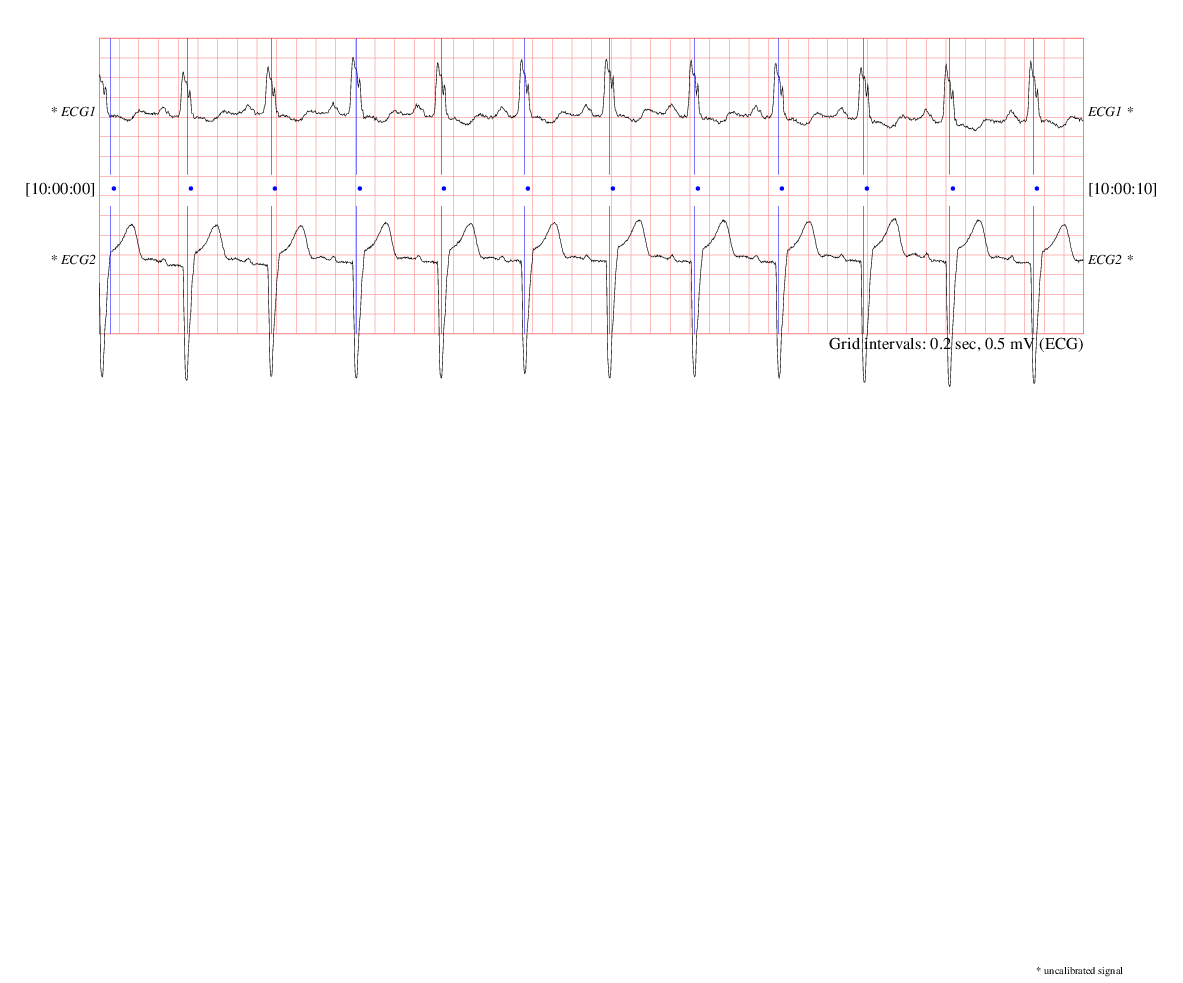 * ECG1 ECG1 *
[10:00:00] [10:00:10]
* ECG2 ECG2 *
Grid intervals: 0.2 sec, 0.5 mV (ECG)
* uncalibrated signal